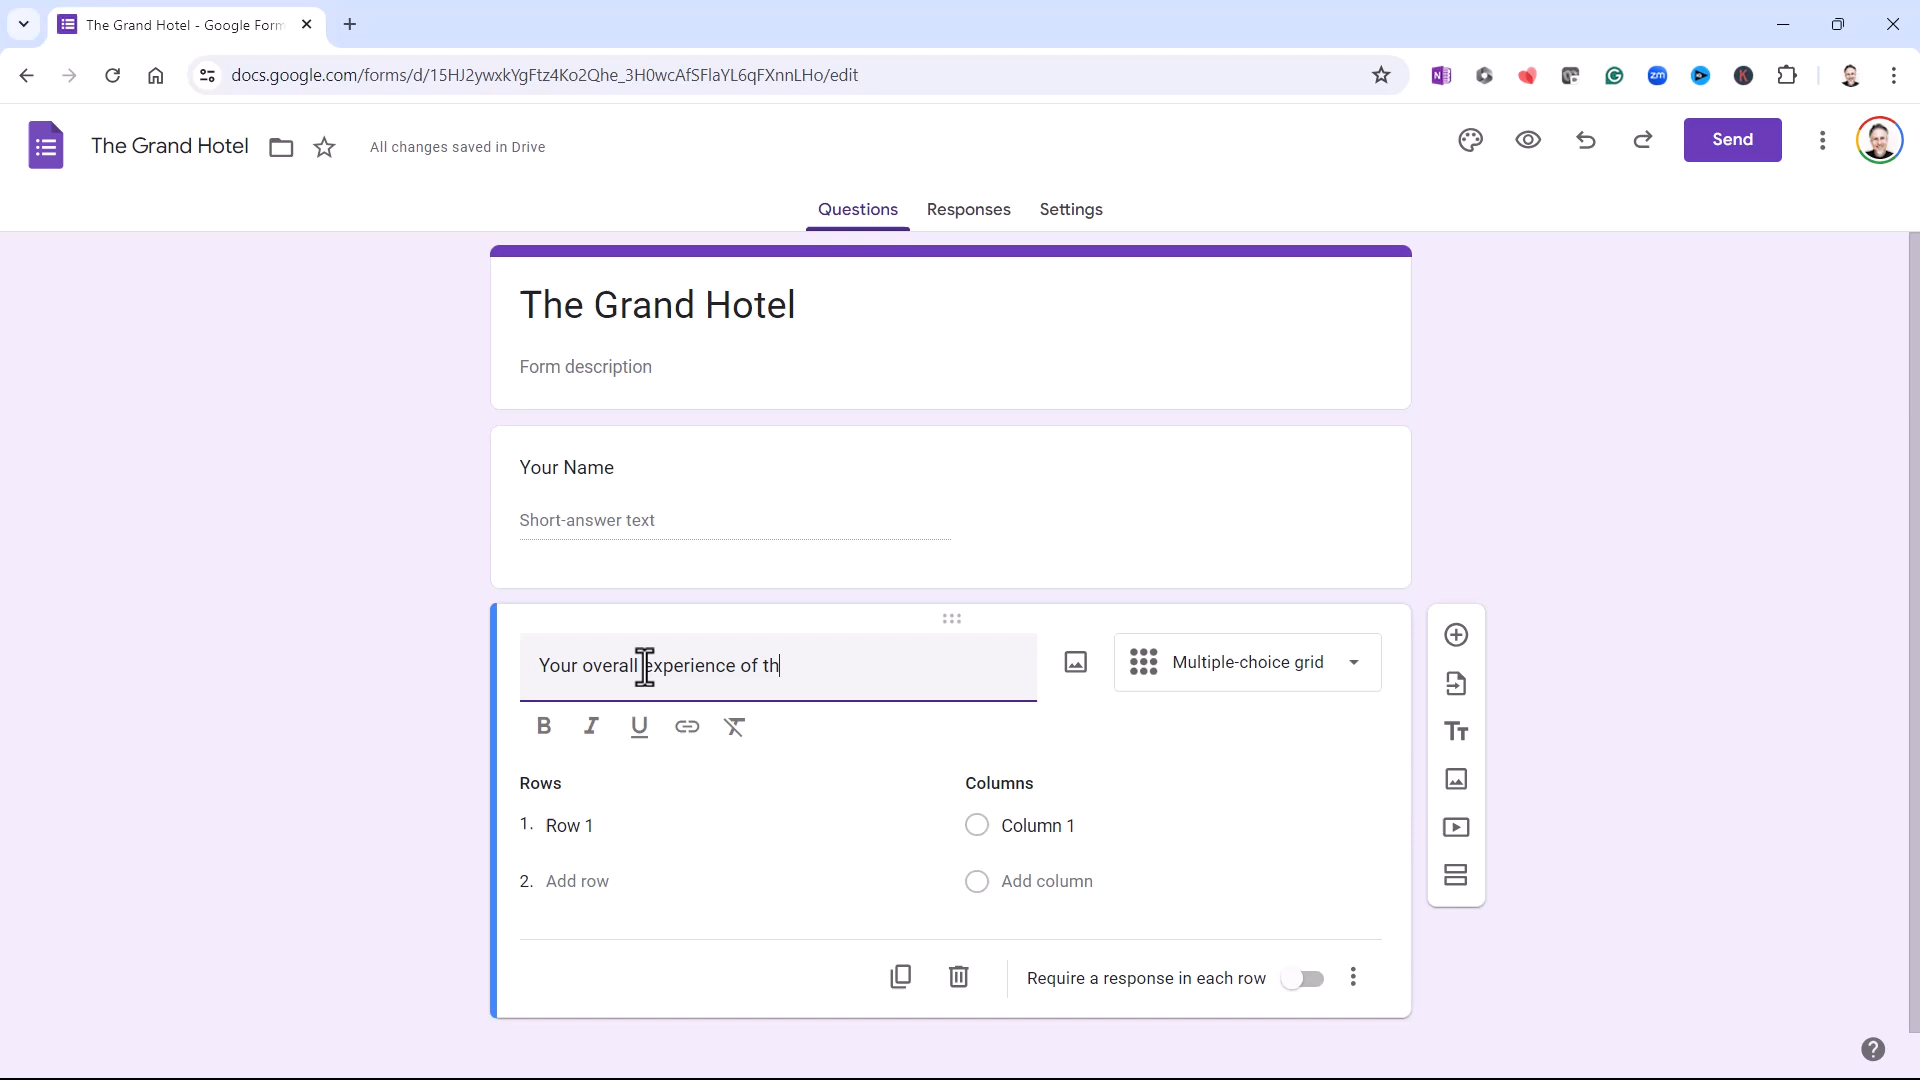 The Grand Hotel - Google Form
docs.google.com/forms/d/15HJ2ywxkYgFtz4Ko2Qhe_3H0wcAfSFlaYL6qFXnnLHo/edit
The Grand Hotel
All changes saved in Drive
Send
Questions Responses Settings
The Grand Hotel
Form description
Your Name
Short-answer text
Your overall experience of th
Multiple-choice grid
B I U
Rows Columns
1. Row 1 Column 1
2. Add row Add column
Require a response in each row